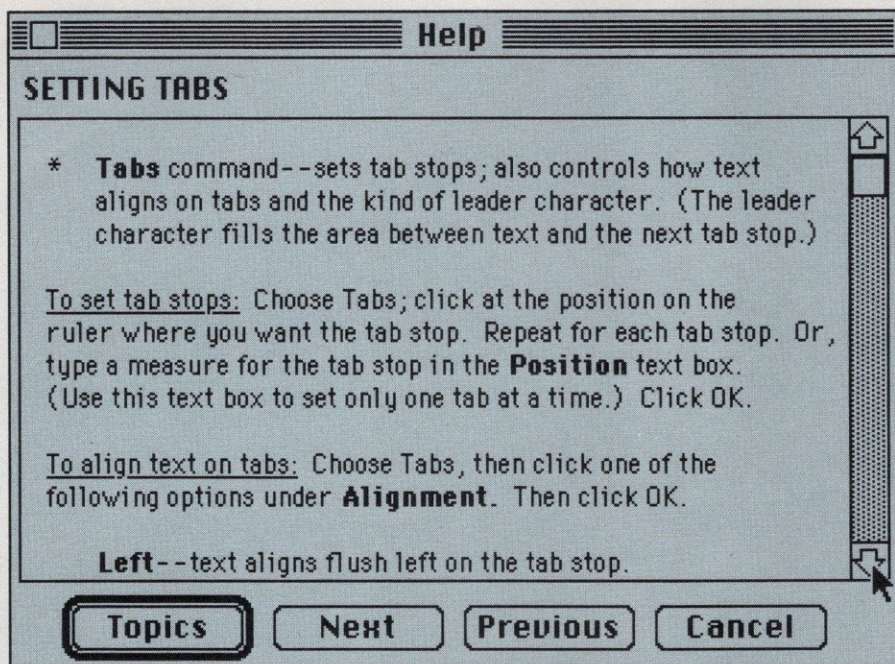 Help
SETTING TABS
* Tabs command--sets tab stops; also controls how text
aligns on tabs and the kind of leader character. (The leader
character fills the area between text and the next tab stop.)
To set tab stops: Choose Tabs; click at the position on the
ruler where you want the tab stop. Repeat for each tab stop. Or,
type a measure for the tab stop in the Position text box.
(Use this text box to set only one tab at a time.) Click OK.
To align text on tabs: Choose Tabs, then click one of the
following options under Alignment. Then click OK.
Left--text aligns flush left on the tab stop.
Topics Next Previous Cancel